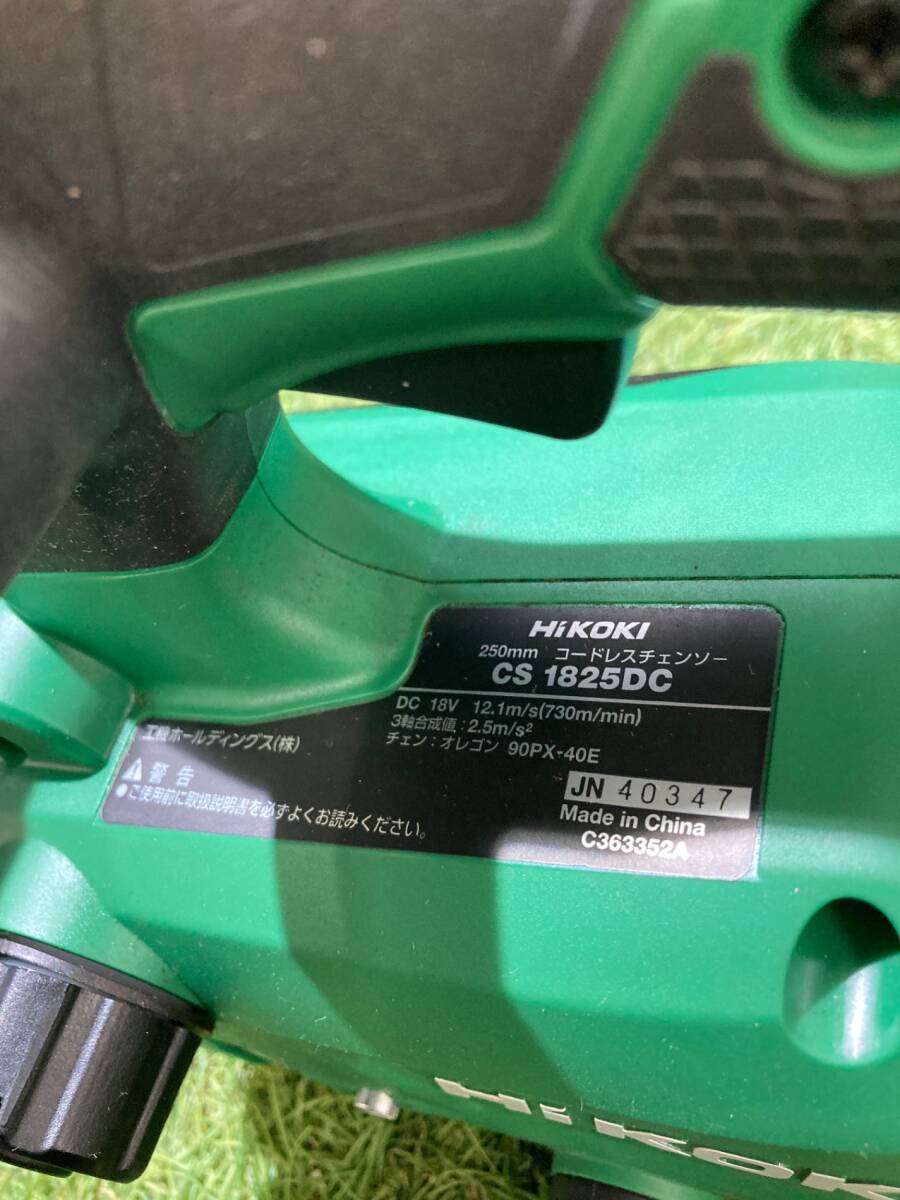 HiKOKI
250mm コードレスチェンソー
CS 1825DC
DC 18V 12.1m/s(730m/min)
3軸合成値：2.5m/s²
チェン：オレゴン 90PX-40E
工機ホールディングス(株)
⚠警告
●ご使用前に取扱説明書を必ずよくお読みください。
JN 40347
Made in China
C363352A
HiKOK